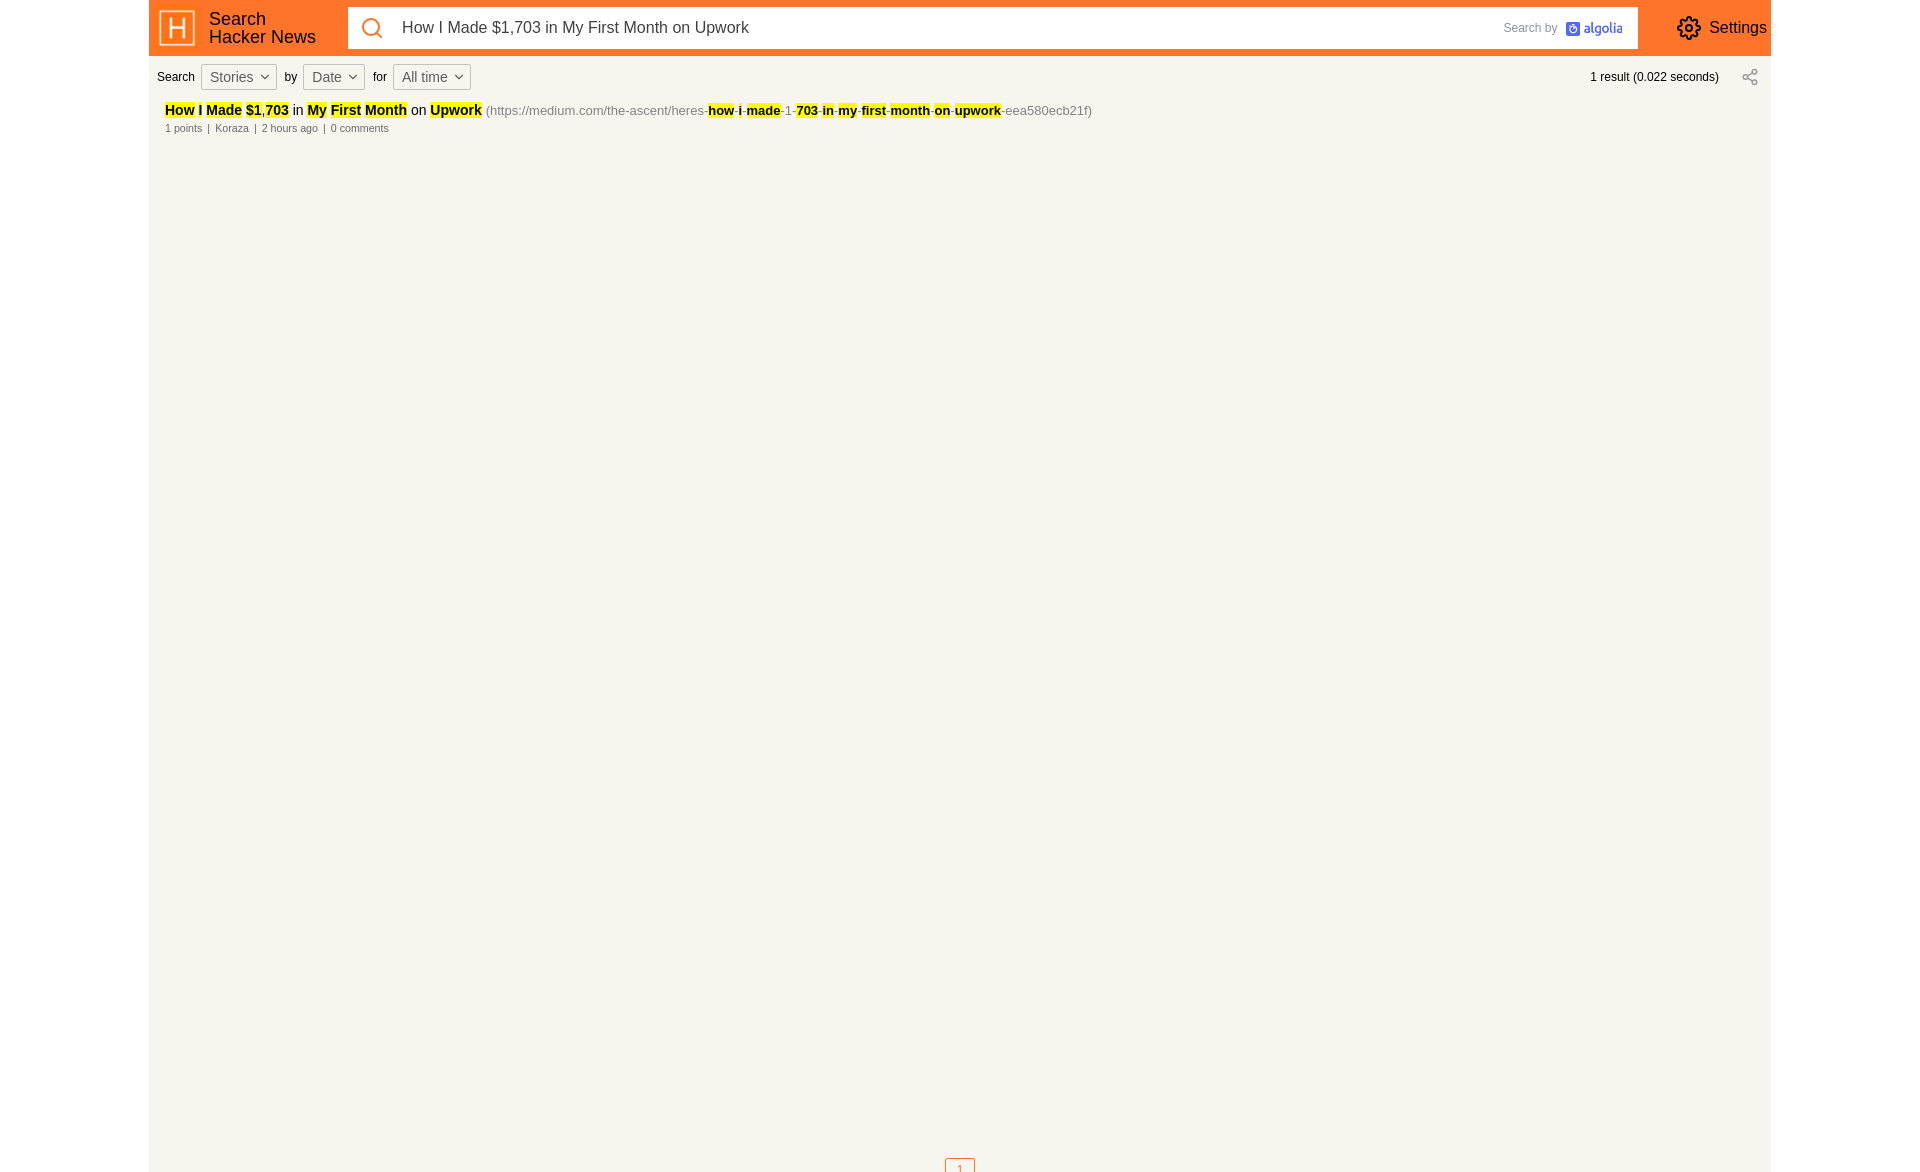 Search
Hacker News
How I Made $1,703 in My First Month on Upwork
Search by algolia
Settings
Search Stories by Date for All time
1 result (0.022 seconds)
How I Made $1,703 in My First Month on Upwork (https://medium.com/the-ascent/heres-how-i-made-1-703-in-my-first-month-on-upwork-eea580ecb21f)
1 points | Koraza | 2 hours ago | 0 comments
1